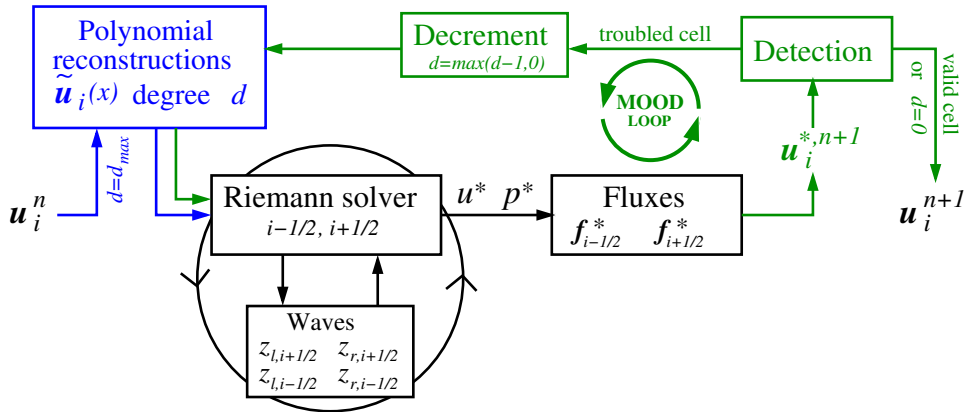 Polynomial
reconstructions
ũ_i(x) degree d
Decrement
d=max(d-1,0)
troubled cell
Detection
valid cell
or d=0
MOOD
LOOP
u_i^{*,n+1}
u_i^n
d=d_max
Riemann solver
i-1/2, i+1/2
u* p*
Fluxes
f*_{i-1/2} f*_{i+1/2}
u_i^{n+1}
Waves
z_{l,i+1/2} z_{r,i+1/2}
z_{l,i-1/2} z_{r,i-1/2}